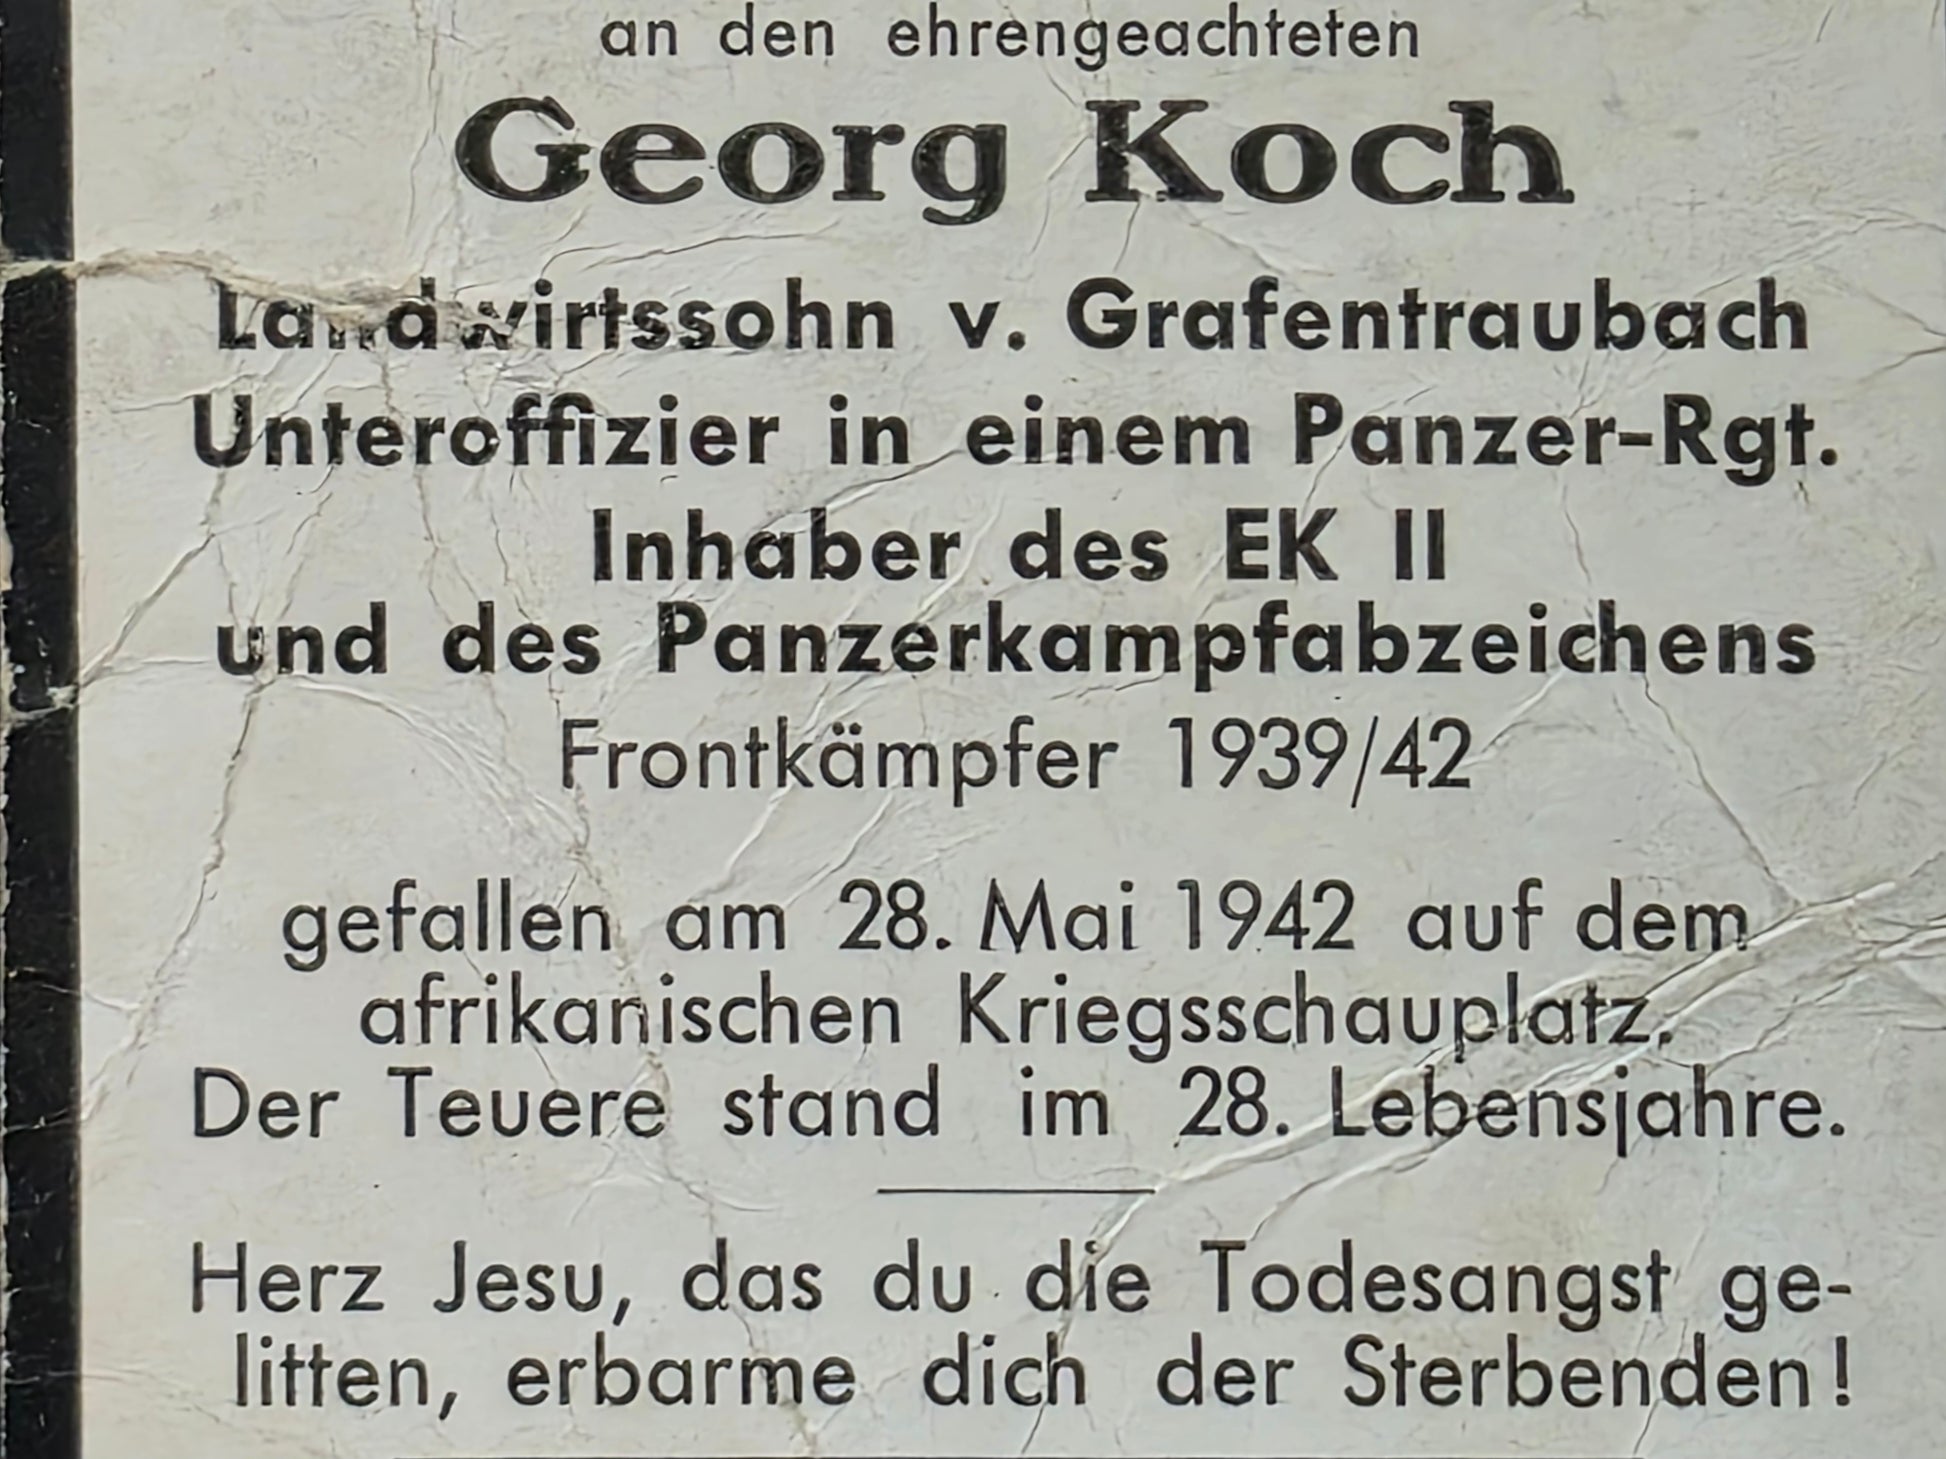 an den ehrengeachteten
Georg Koch
Landwirtssohn v. Grafentraubach
Unteroffizier in einem Panzer-Rgt.
Inhaber des EK II
und des Panzerkampfabzeichens
Frontkämpfer 1939/42
gefallen am 28. Mai 1942 auf dem
afrikanischen Kriegsschauplatz.
Der Teuere stand im 28. Lebensjahre.
Herz Jesu, das du die Todesangst ge-
litten, erbarme dich der Sterbenden!